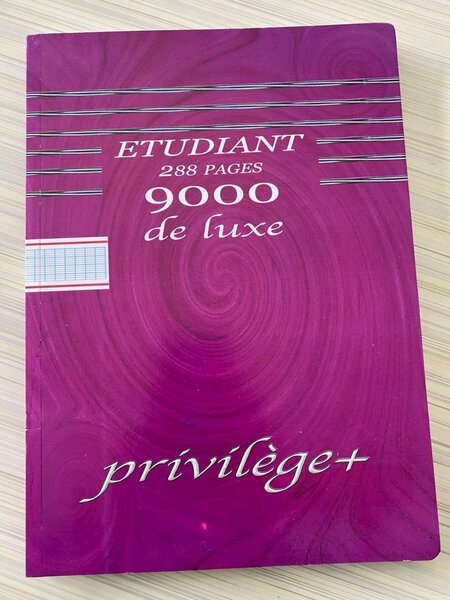 ETUDIANT
288 PAGES
9000
de luxe
privilège+